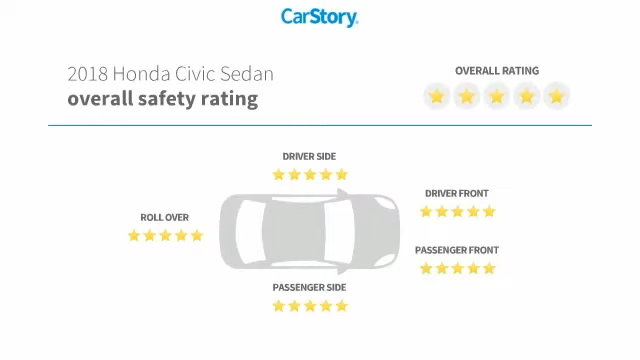 CarStory.
2018 Honda Civic Sedan
overall safety rating
OVERALL RATING
DRIVER SIDE
DRIVER FRONT
ROLL OVER
PASSENGER FRONT
PASSENGER SIDE